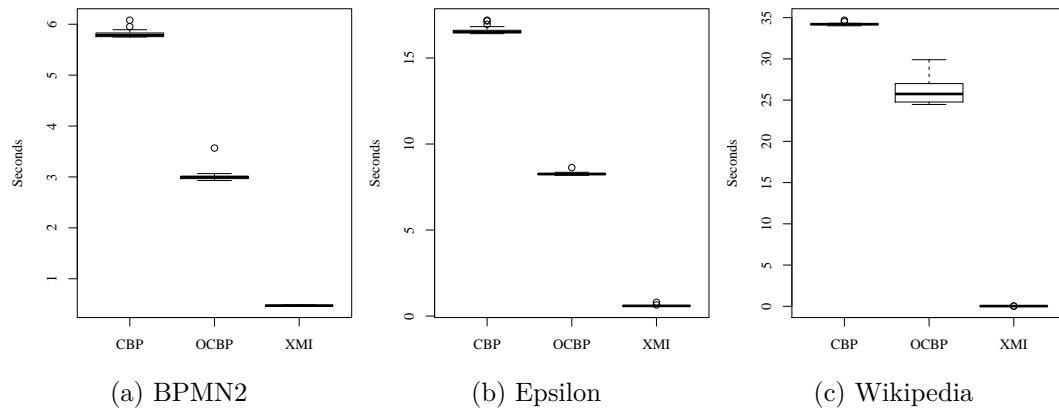 Seconds
6
5
4
3
2
1
CBP OCBP XMI
(a) BPMN2
Seconds
15
10
5
0
CBP OCBP XMI
(b) Epsilon
Seconds
35
30
25
20
15
10
5
0
CBP OCBP XMI
(c) Wikipedia